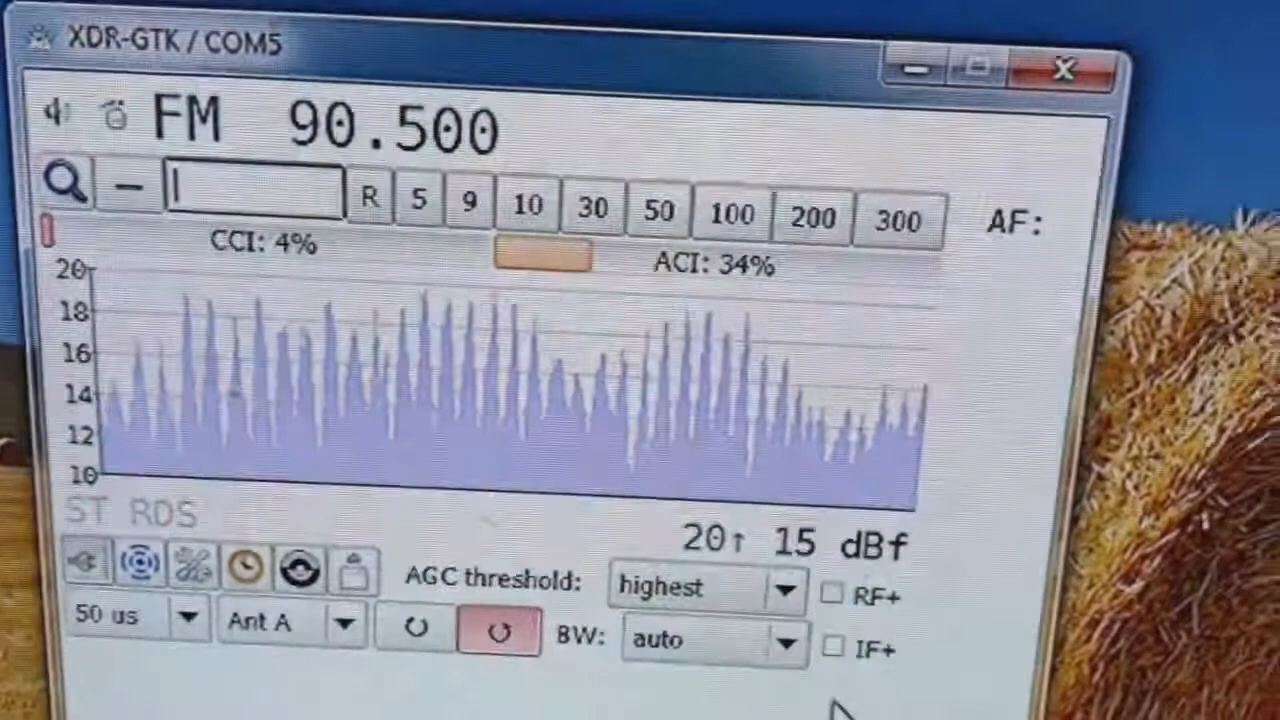 XDR-GTK / COM5
FM 90.500
R 5 9 10 30 50 100 200 300 AF:
CCI: 4% ACI: 34%
20
18
16
14
12
10
ST RDS 20↑ 15 dBf
AGC threshold: highest RF+
50 us Ant A BW: auto IF+